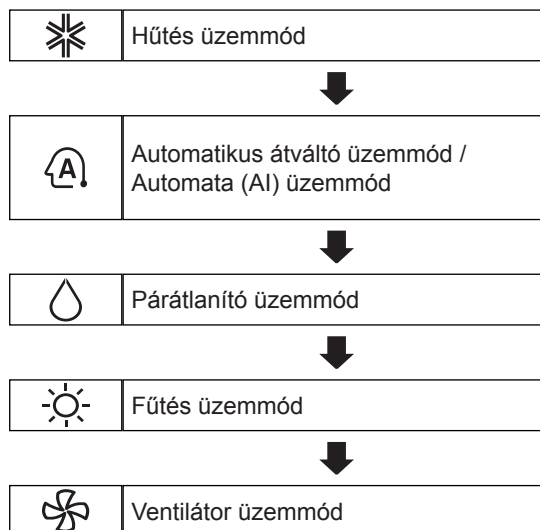 Hűtés üzemmód
A
Automatikus átváltó üzemmód /
Automata (AI) üzemmód
Párátlanító üzemmód
Fűtés üzemmód
Ventilátor üzemmód